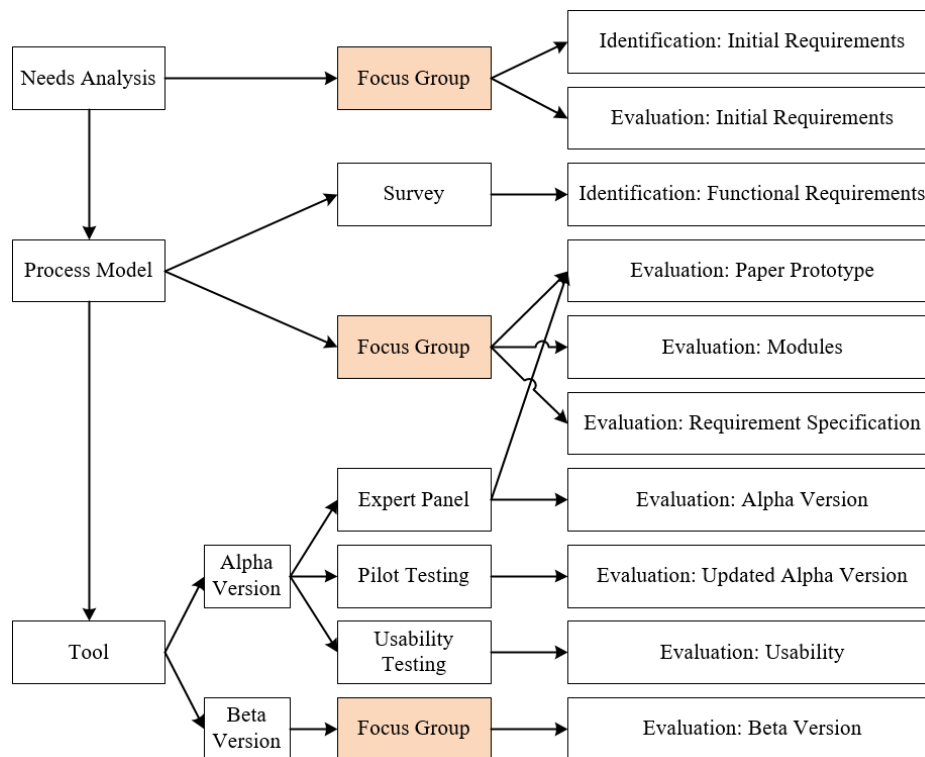 Identification: Initial Requirements
Needs Analysis
Focus Group
Evaluation: Initial Requirements
Survey
Identification: Functional Requirements
Process Model
Evaluation: Paper Prototype
Focus Group
Evaluation: Modules
Evaluation: Requirement Specification
Expert Panel
Evaluation: Alpha Version
Alpha
Version
Pilot Testing
Evaluation: Updated Alpha Version
Tool
Usability
Testing
Evaluation: Usability
Beta
Version
Focus Group
Evaluation: Beta Version